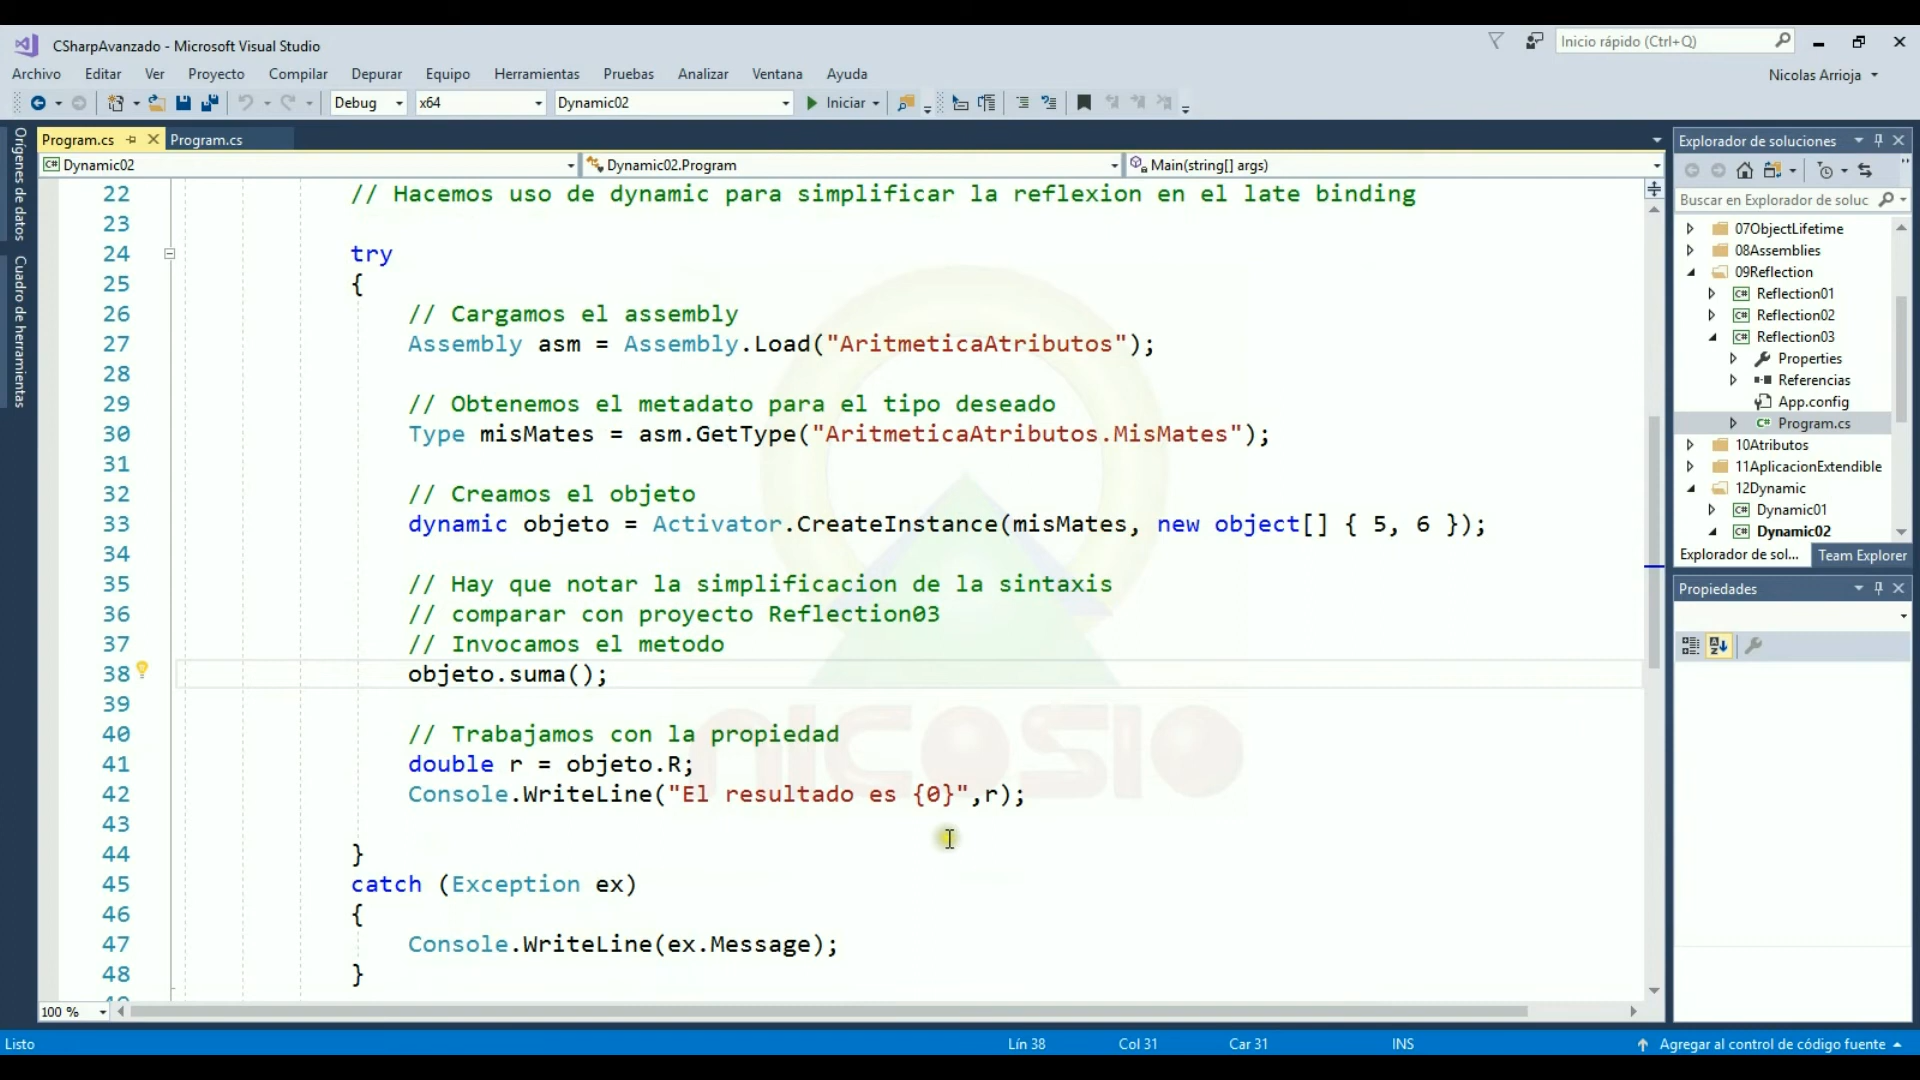 CSharpAvanzado - Microsoft Visual Studio
Inicio rápido (Ctrl+Q)
Archivo Editar Ver Proyecto Compilar Depurar Equipo Herramientas Pruebas Analizar Ventana Ayuda
Nicolas Arrioja
Debug x64 Dynamic02 Iniciar
Orígenes de datos
Cuadro de herramientas
Program.cs Program.cs
Dynamic02 Dynamic02.Program Main(string[] args)
22 // Hacemos uso de dynamic para simplificar la reflexion en el late binding
23
24 try
25 {
26 // Cargamos el assembly
27 Assembly asm = Assembly.Load("AritmeticaAtributos");
28
29 // Obtenemos el metadato para el tipo deseado
30 Type misMates = asm.GetType("AritmeticaAtributos.MisMates");
31
32 // Creamos el objeto
33 dynamic objeto = Activator.CreateInstance(misMates, new object[] { 5, 6 });
34
35 // Hay que notar la simplificacion de la sintaxis
36 // comparar con proyecto Reflection03
37 // Invocamos el metodo
38 objeto.suma();
39
40 // Trabajamos con la propiedad
41 double r = objeto.R;
42 Console.WriteLine("El resultado es {0}",r);
43
44 }
45 catch (Exception ex)
46 {
47 Console.WriteLine(ex.Message);
48 }
NICOSIO
100 %
Explorador de soluciones
Buscar en Explorador de soluc
07ObjectLifetime
08Assemblies
09Reflection
C# Reflection01
C# Reflection02
C# Reflection03
Properties
Referencias
App.config
C# Program.cs
10Atributos
11AplicacionExtendible
12Dynamic
C# Dynamic01
C# Dynamic02
Explorador de sol... Team Explorer
Propiedades
Listo Lín 38 Col 31 Car 31 INS Agregar al control de código fuente